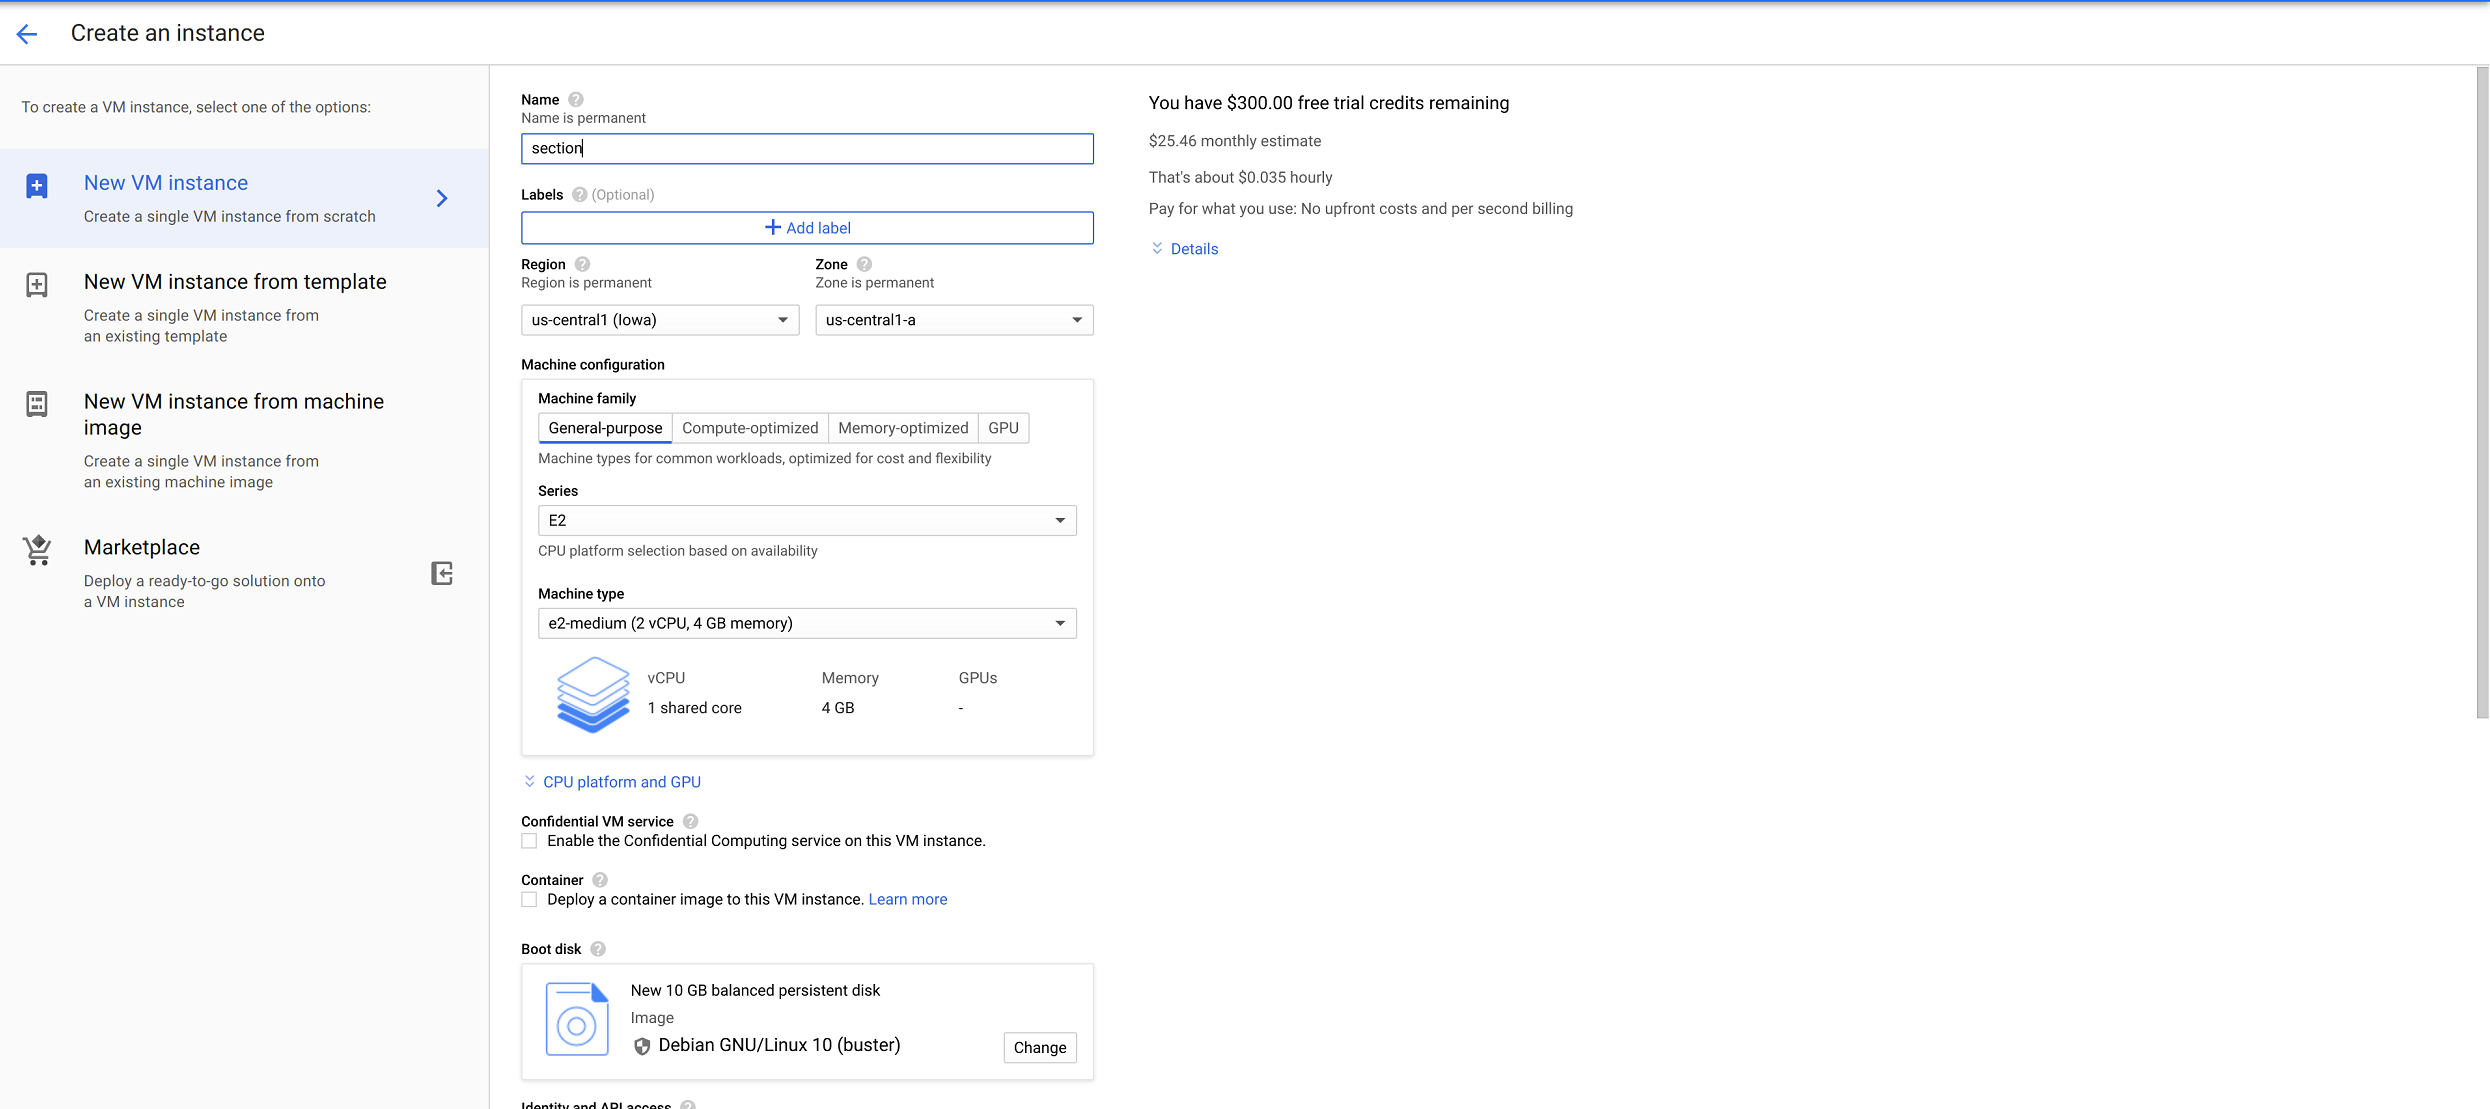 Create an instance
To create a VM instance, select one of the options:
New VM instance
Create a single VM instance from scratch
New VM instance from template
Create a single VM instance from
an existing template
New VM instance from machine
image
Create a single VM instance from
an existing machine image
Marketplace
Deploy a ready-to-go solution onto
a VM instance
Name
Name is permanent
section
Labels (Optional)
Add label
Region
Region is permanent
us-central1 (Iowa)
Zone
Zone is permanent
us-central1-a
Machine configuration
Machine family
General-purpose Compute-optimized Memory-optimized GPU
Machine types for common workloads, optimized for cost and flexibility
Series
E2
CPU platform selection based on availability
Machine type
e2-medium (2 vCPU, 4 GB memory)
vCPU Memory GPUs
1 shared core 4 GB -
CPU platform and GPU
Confidential VM service
Enable the Confidential Computing service on this VM instance.
Container
Deploy a container image to this VM instance. Learn more
Boot disk
New 10 GB balanced persistent disk
Image
Debian GNU/Linux 10 (buster)
Change
Identity and API access
You have $300.00 free trial credits remaining
$25.46 monthly estimate
That's about $0.035 hourly
Pay for what you use: No upfront costs and per second billing
Details